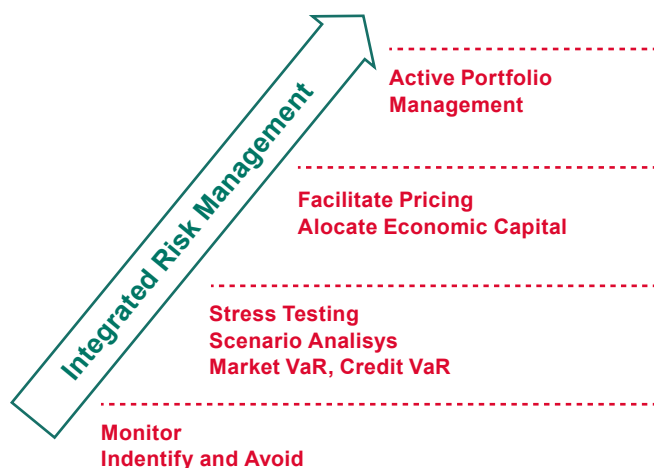 Integrated Risk Management
Active Portfolio
Management
Facilitate Pricing
Alocate Economic Capital
Stress Testing
Scenario Analisys
Market VaR, Credit VaR
Monitor
Indentify and Avoid